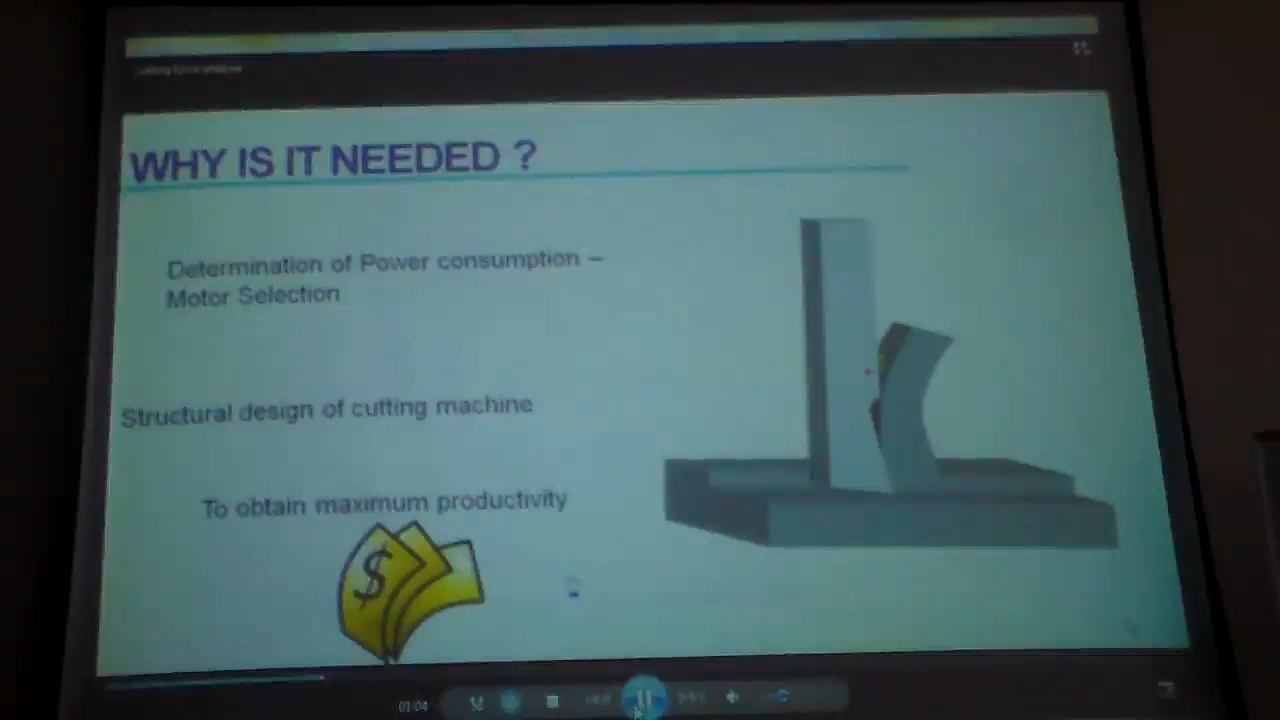 WHY IS IT NEEDED ?
Determination of Power consumption –
Motor Selection
Structural design of cutting machine
To obtain maximum productivity
$
01:04